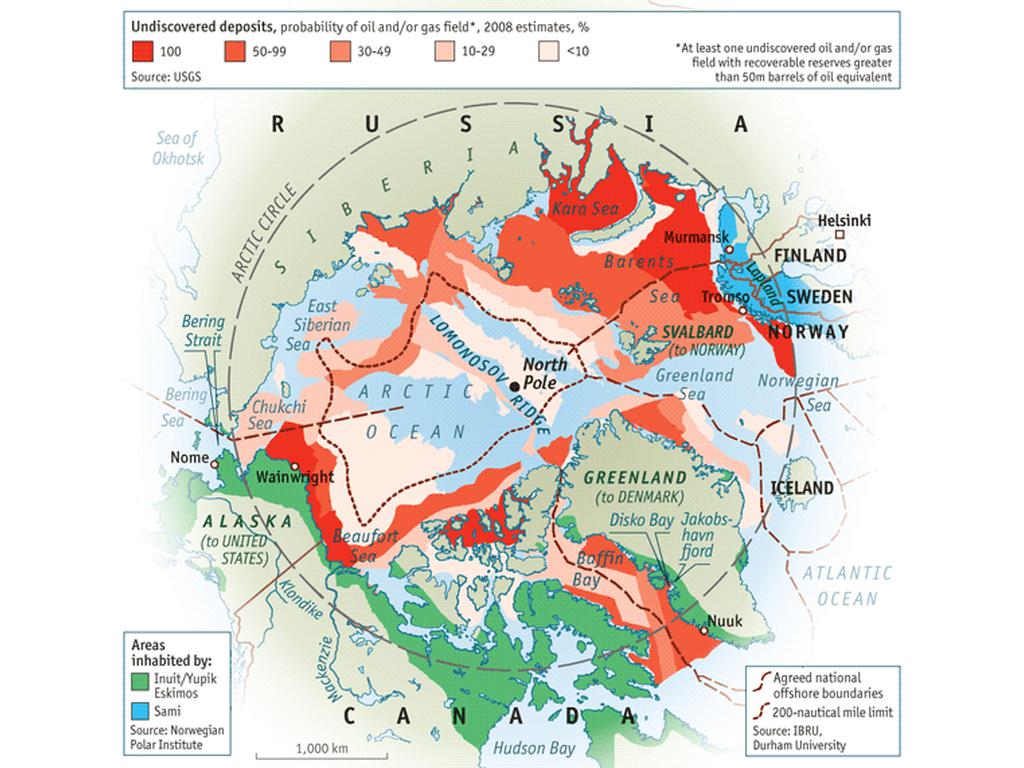 Undiscovered deposits, probability of oil and/or gas field*, 2008 estimates, %
100
50-99
30-49
10-29
<10
Source: USGS
*At least one undiscovered oil and/or gas
field with recoverable reserves greater
than 50m barrels of oil equivalent
RUSSIA
Sea of
Okhotsk
SIBERIA
ARCTIC CIRCLE
Kara Sea
Helsinki
Murmansk
FINLAND
Barents
Sea
Lapland
Tromso
SWEDEN
NORWAY
SVALBARD
(to NORWAY)
East
Siberian
Sea
Bering
Strait
LOMONOSOV RIDGE
North
Pole
Greenland
Sea
Norwegian
Sea
ARCTIC
OCEAN
Bering
Sea
Chukchi
Sea
Nome
Wainwright
GREENLAND
(to DENMARK)
ICELAND
ALASKA
(to UNITED
STATES)
Disko Bay
Jakobs-
havn
fjord
Beaufort
Sea
Baffin
Bay
ATLANTIC
OCEAN
Klondike
Nuuk
Mackenzie
CANADA
Hudson Bay
1,000 km
Areas
inhabited by:
Inuit/Yupik
Eskimos
Sami
Source: Norwegian
Polar Institute
Agreed national
offshore boundaries
200-nautical mile limit
Source: IBRU,
Durham University